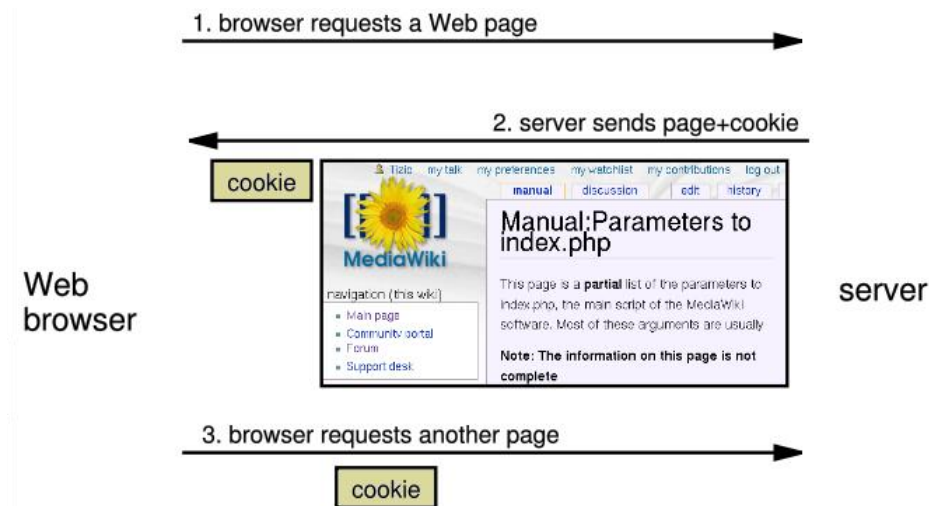 1. browser requests a Web page
2. server sends page+cookie
cookie
Tizio my talk my preferences my watchlist my contributions log out
manual discussion edit history
Manual:Parameters to
index.php
MediaWiki
This page is a partial list of the parameters to
index.php, the main script of the MediaWiki
software. Most of these arguments are usually
Note: The information on this page is not
complete
navigation (this wiki)
Main page
Community portal
Forum
Support desk
Web
browser
server
3. browser requests another page
cookie